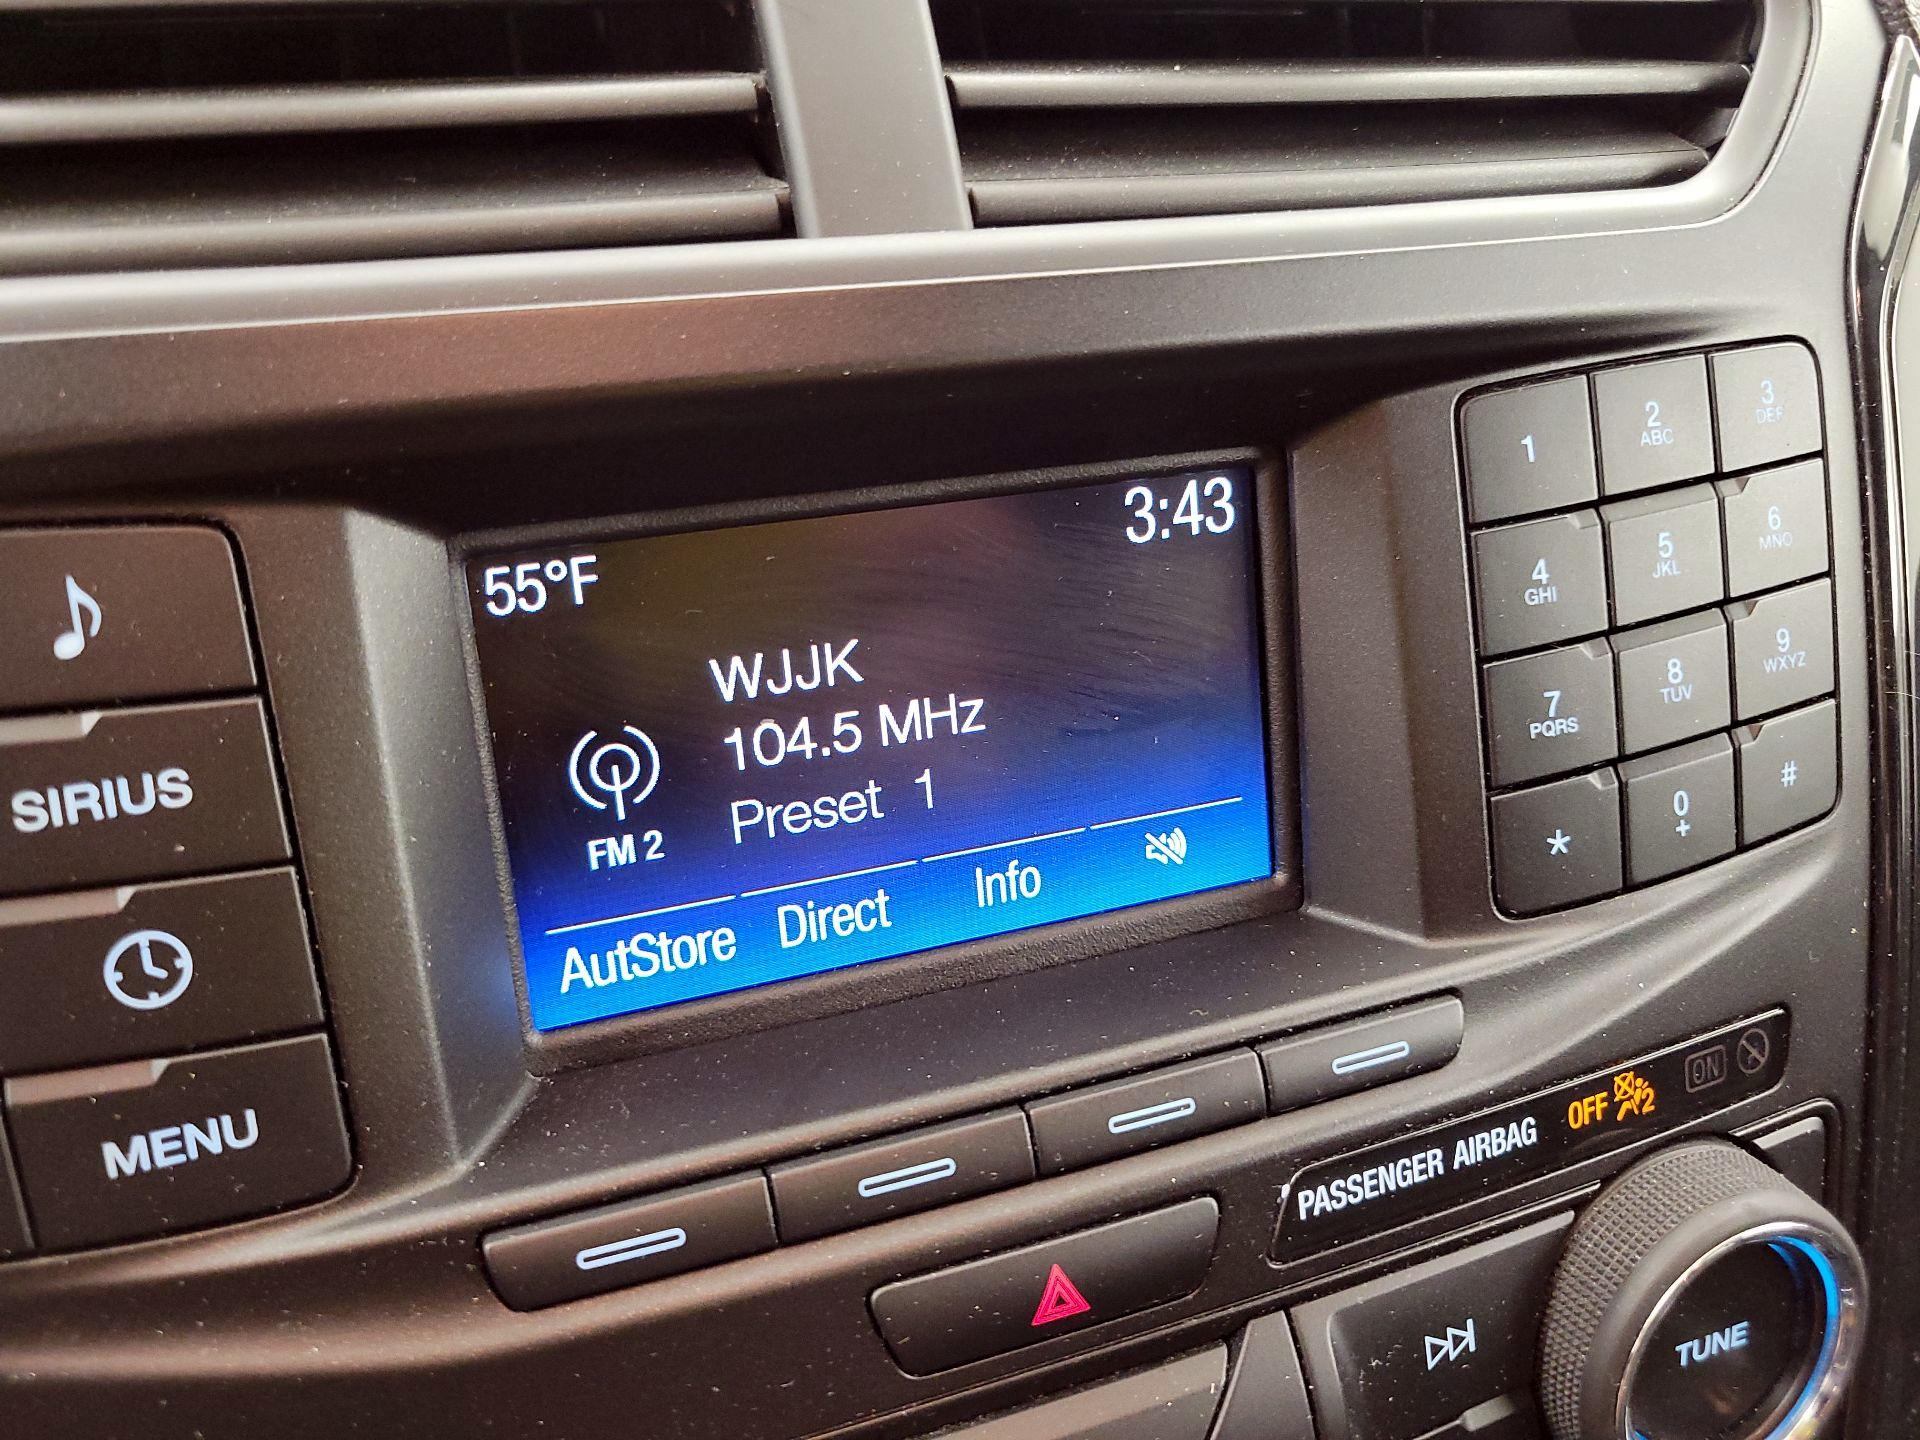 55°F
3:43
WJJK
104.5 MHz
Preset 1
FM 2
AutStore
Direct
Info
SIRIUS
MENU
1
2
ABC
3
DEF
4
GHI
5
JKL
6
MNO
7
PQRS
8
TUV
9
WXYZ
*
0
+
#
PASSENGER AIRBAG
OFF
2
ON
TUNE